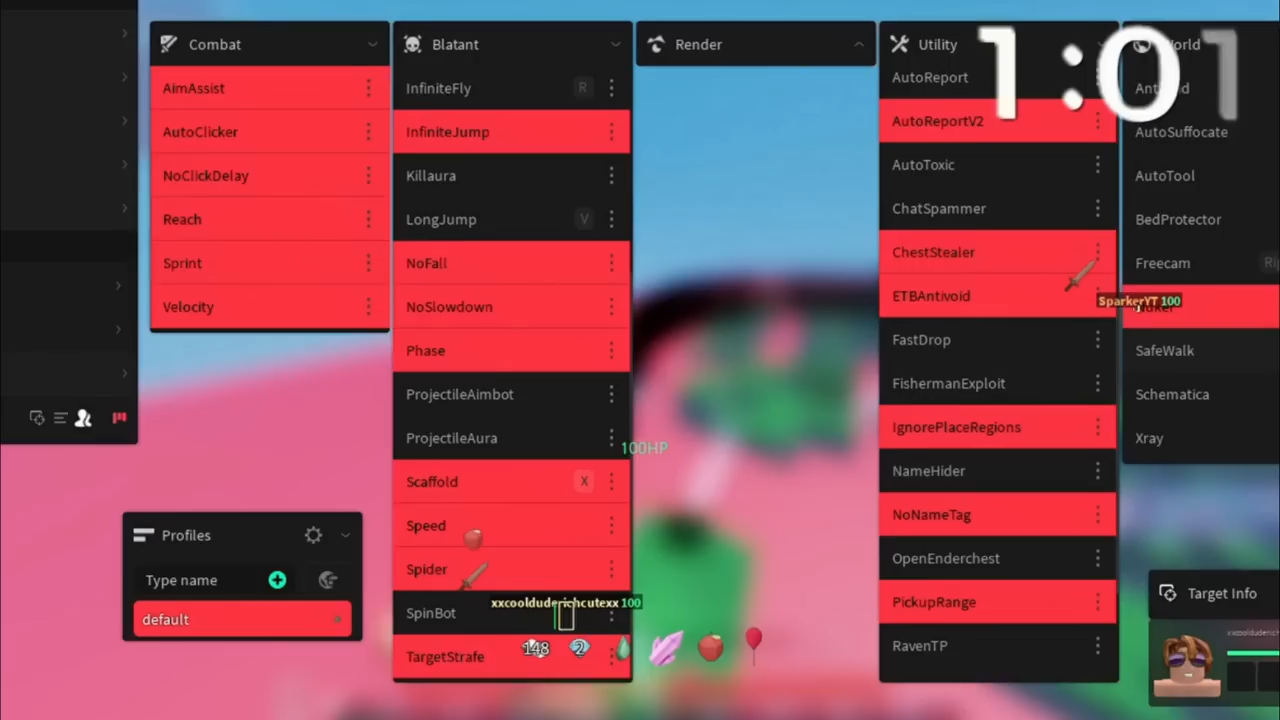 Combat
AimAssist
AutoClicker
NoClickDelay
Reach
Sprint
Velocity
Blatant
InfiniteFly R
InfiniteJump
Killaura
LongJump V
NoFall
NoSlowdown
Phase
ProjectileAimbot
ProjectileAura
Scaffold X
Speed
Spider
SpinBot
TargetStrafe
Render
Utility
AutoReport
AutoReportV2
AutoToxic
ChatSpammer
ChestStealer
ETBAntivoid
FastDrop
FishermanExploit
IgnorePlaceRegions
NameHider
NoNameTag
OpenEnderchest
PickupRange
RavenTP
1:01
AutoSuffocate
AutoTool
BedProtector
Freecam
SparkerYT 100
SafeWalk
Schematica
Xray
100HP
Profiles
Type name
default
xxcoolduderichcutexx 100
148
2
Target Info